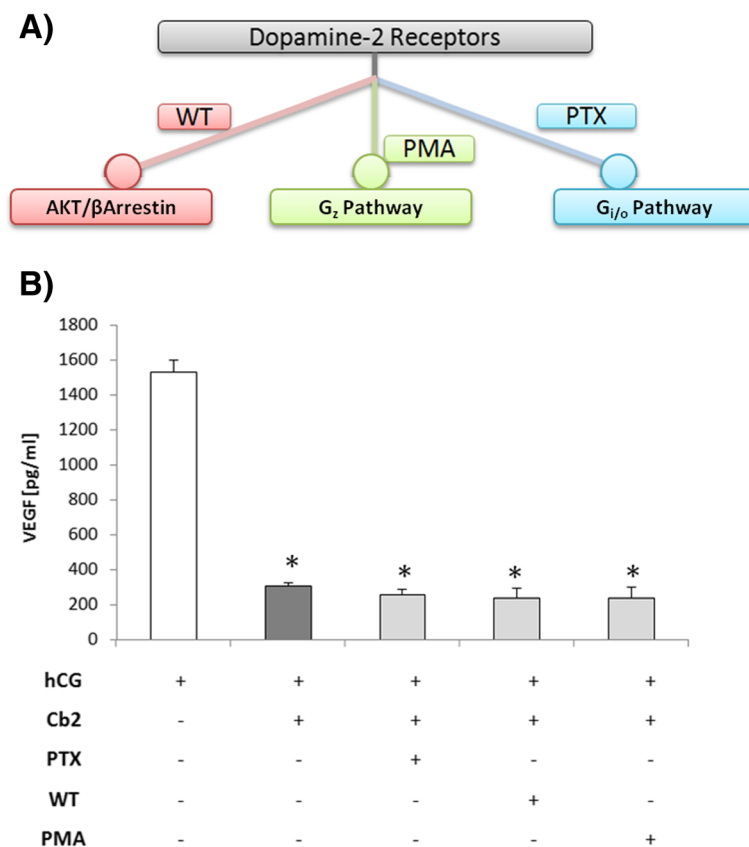 A)
Dopamine-2 Receptors
WT
PMA
PTX
AKT/βArrestin
Gz Pathway
Gi/o Pathway
B)
VEGF [pg/ml]
1800
1600
1400
1200
1000
800
600
400
200
0
* * * *
hCG + + + + +
Cb2 - + + + +
PTX - - + - -
WT - - - + -
PMA - - - - +